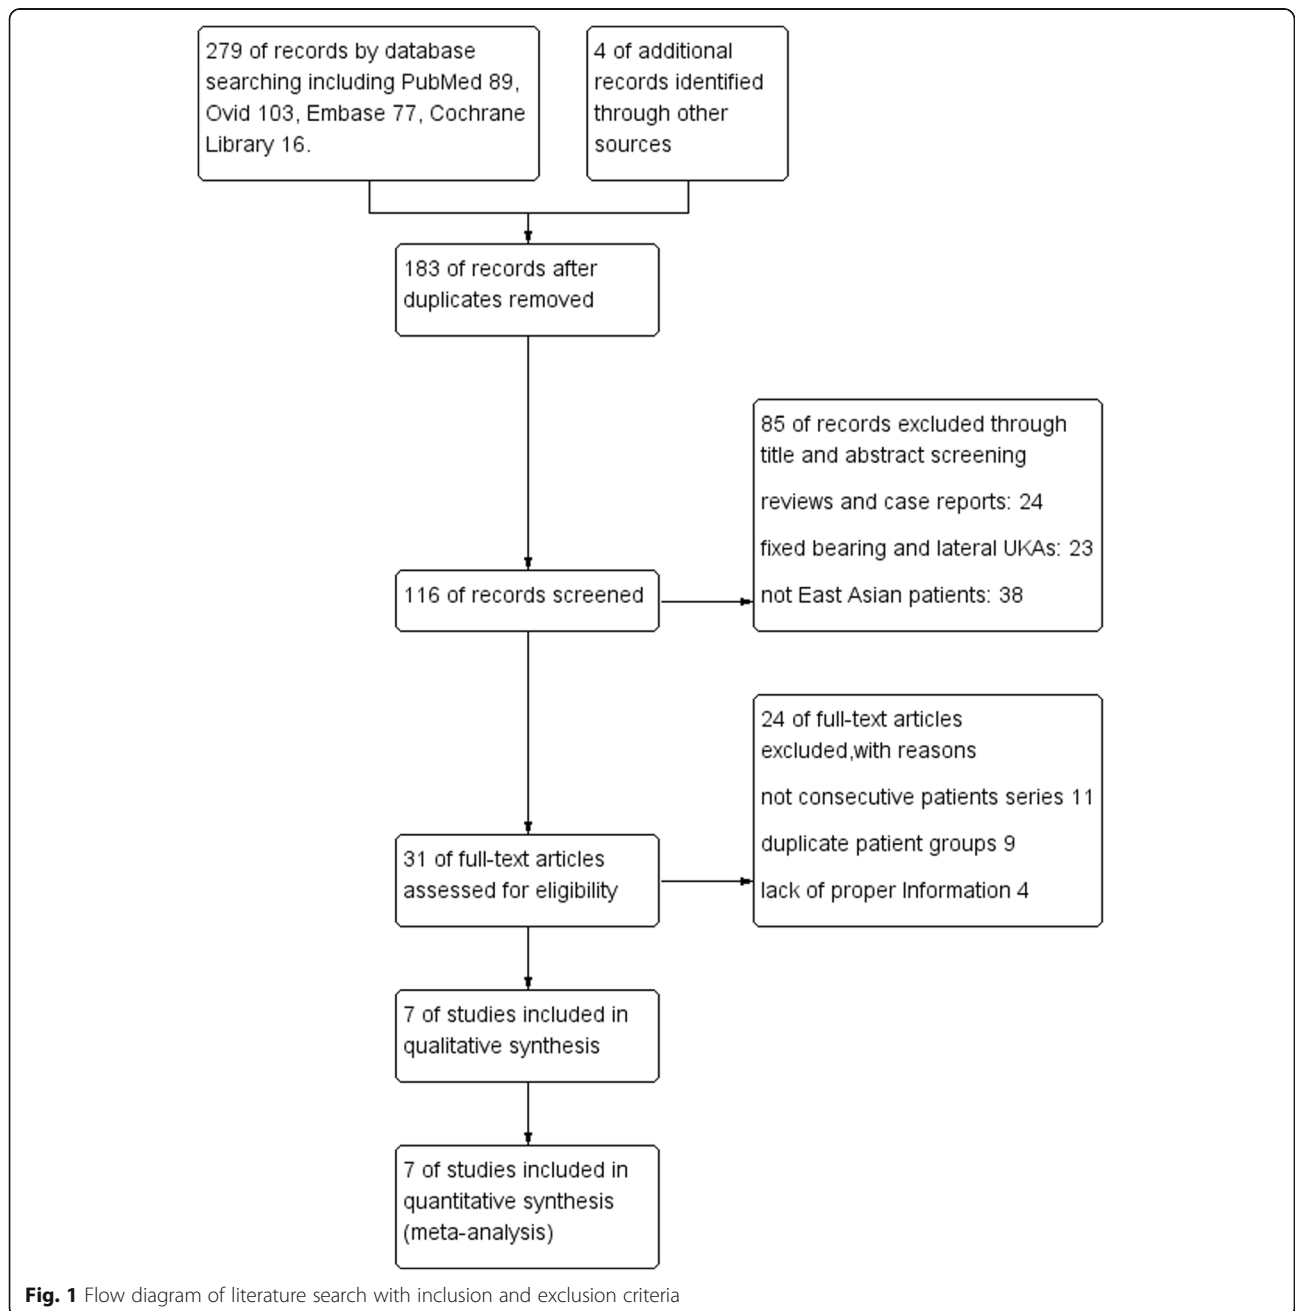 279 of records by database
searching including PubMed 89,
Ovid 103, Embase 77, Cochrane
Library 16.
4 of additional
records identified
through other
sources
183 of records after
duplicates removed
85 of records excluded through
title and abstract screening
reviews and case reports: 24
fixed bearing and lateral UKAs: 23
not East Asian patients: 38
116 of records screened
24 of full-text articles
excluded,with reasons
not consecutive patients series 11
duplicate patient groups 9
lack of proper Information 4
31 of full-text articles
assessed for eligibility
7 of studies included in
qualitative synthesis
7 of studies included in
quantitative synthesis
(meta-analysis)
Fig. 1 Flow diagram of literature search with inclusion and exclusion criteria